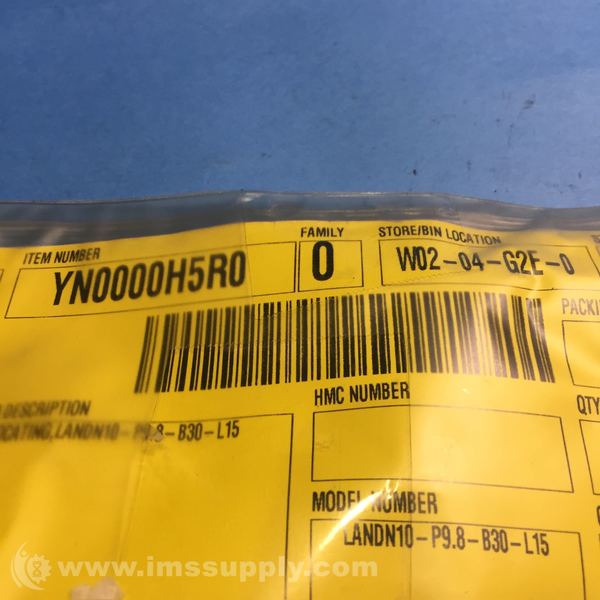 ITEM NUMBER
FAMILY
STORE/BIN LOCATION
YN0000H5R0
0
W02-04-G2E-0
PACKI
HMC NUMBER
DESCRIPTION
OCATING,LANDN10-P9.8-B30-L15
QTY
MODEL NUMBER
LANDN10-P9.8-B30-L15
www.imssupply.com